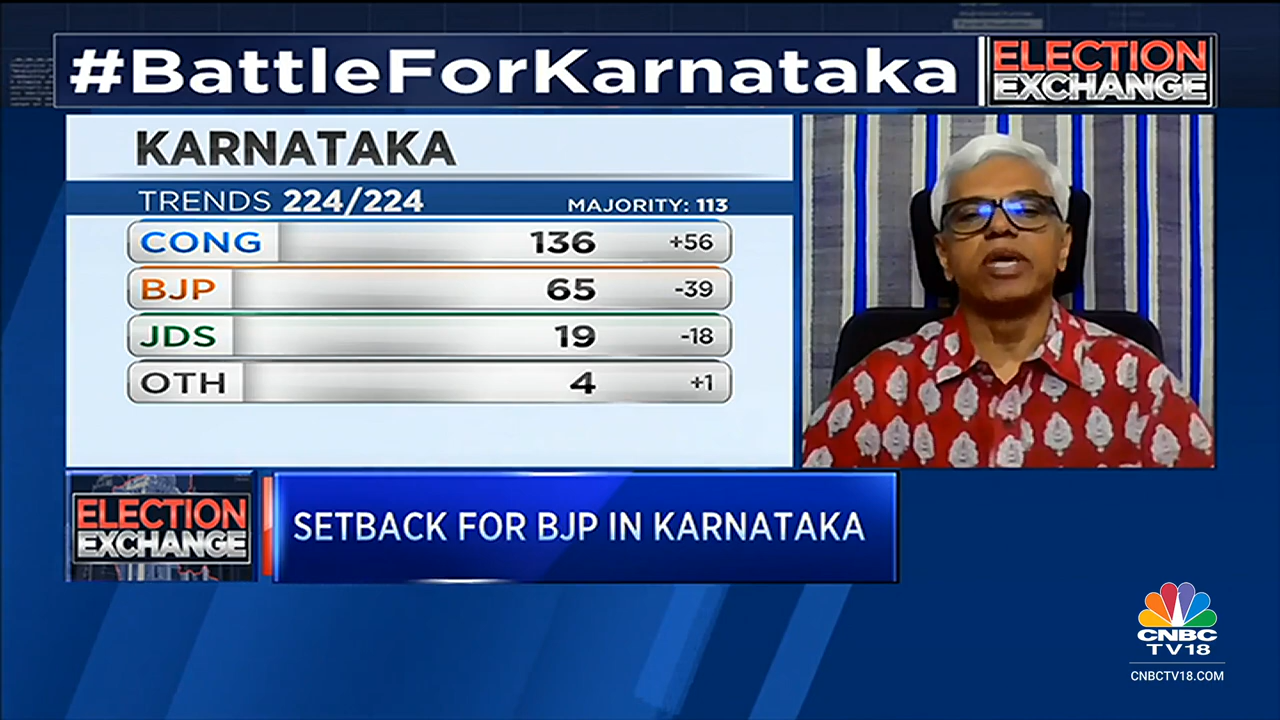 #BattleForKarnataka
ELECTION
EXCHANGE
KARNATAKA
TRENDS 224/224 MAJORITY: 113
CONG 136 +56
BJP 65 -39
JDS 19 -18
OTH 4 +1
ELECTION
EXCHANGE
SETBACK FOR BJP IN KARNATAKA
CNBC
TV18
CNBCTV18.COM